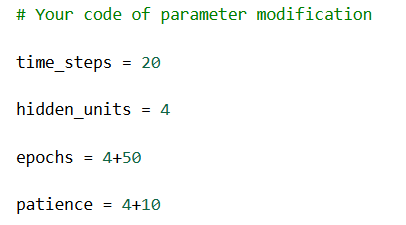 # Your code of parameter modification
time_steps = 20
hidden_units = 4
epochs = 4+50
patience = 4+10